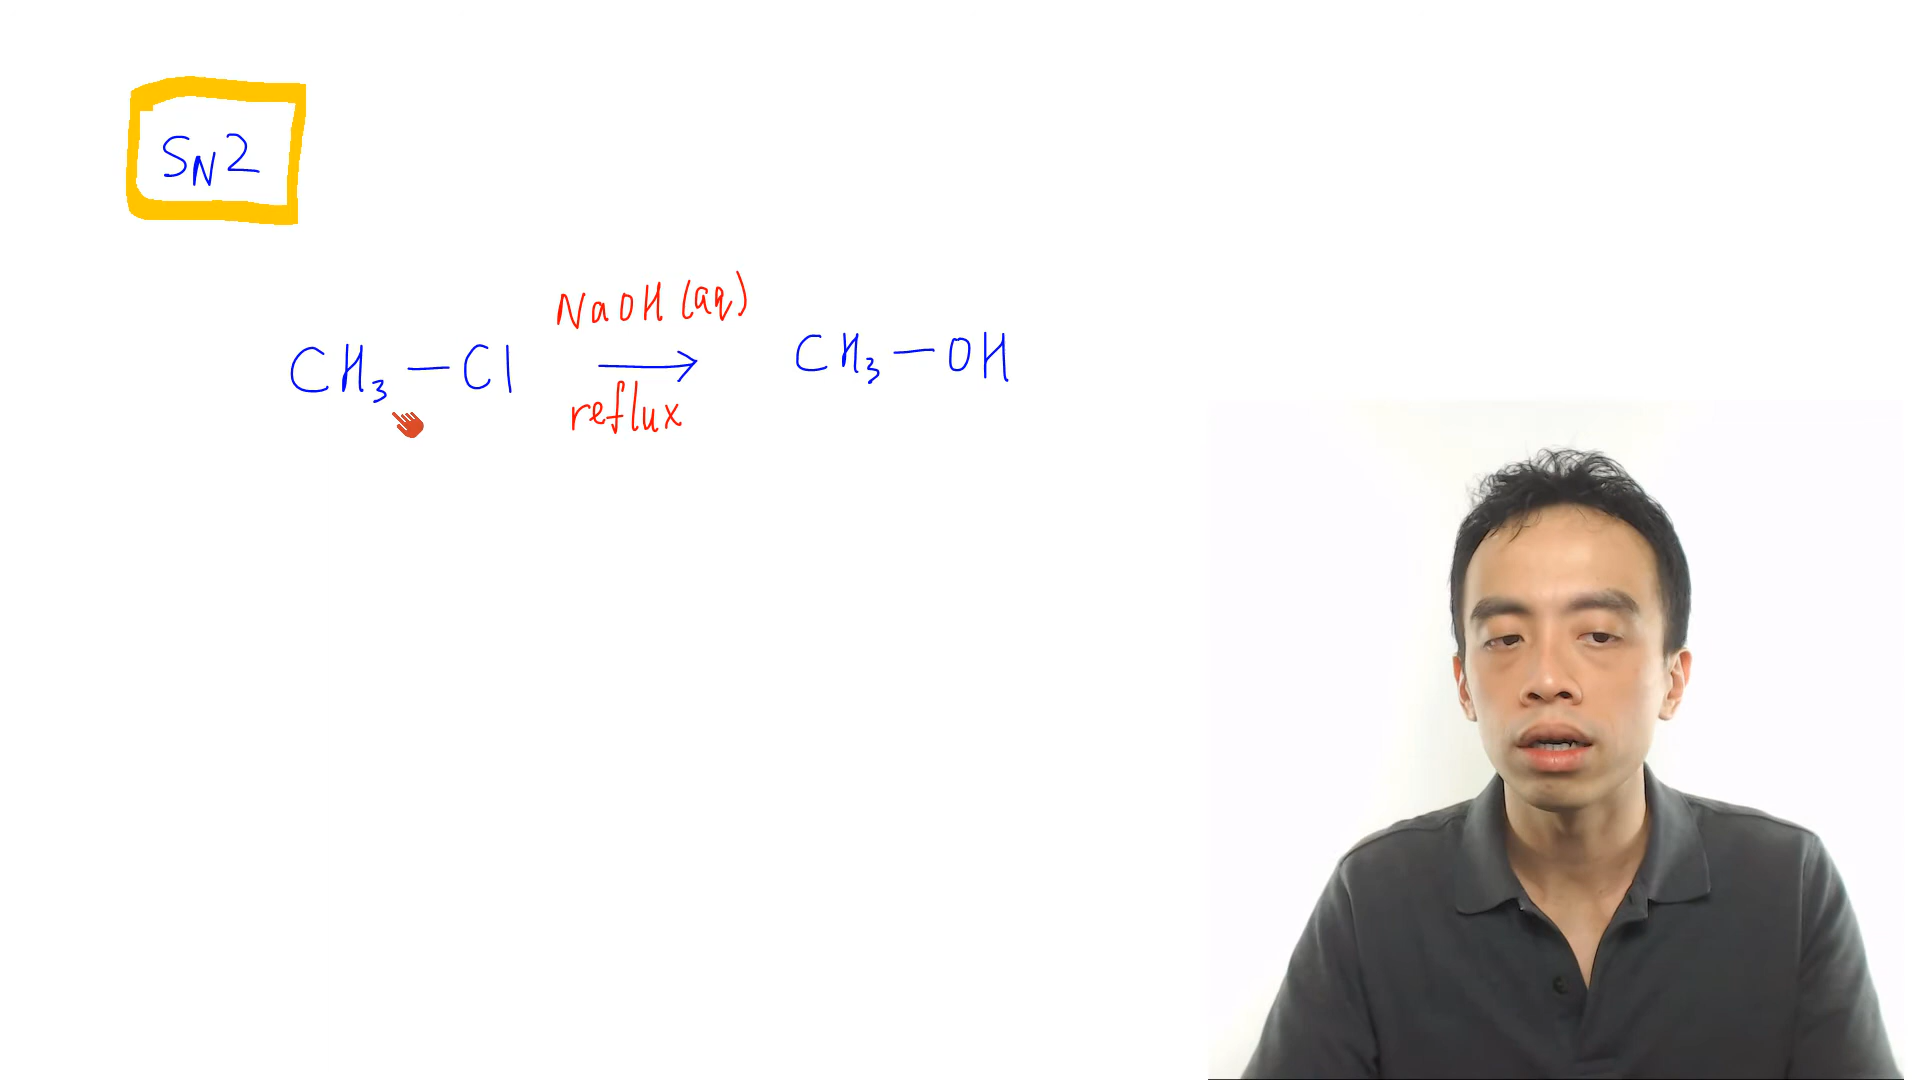 SN2
NaOH (aq)
CH3 — Cl → CH3 — OH
reflux